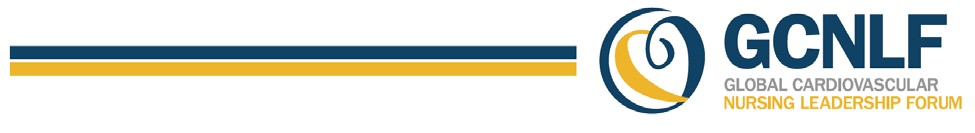 GCNLF
GLOBAL CARDIOVASCULAR
NURSING LEADERSHIP FORUM